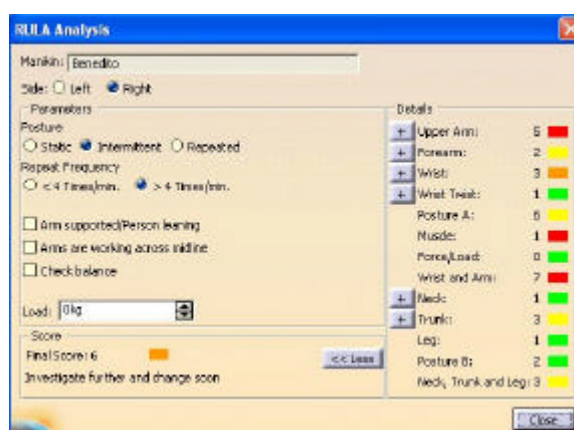 RULA Analysis
Manikin: Benedito
Side: Left Right
Parameters
Posture
Static Intermittent Repeated
Repeat Frequency
< 4 Times/min. > 4 Times/min.
Arm supported/Person leaning
Arms are working across midline
Check balance
Load: 0kg
Score
Final Score: 6
Investigate further and change soon
<< Less
Details
+ Upper Arm: 5
+ Forearm: 2
+ Wrist: 3
+ Wrist Twist: 1
Posture A: 6
Muscle: 1
Force/Load: 0
Wrist and Arm: 7
+ Neck: 1
+ Trunk: 3
Leg: 1
Posture B: 2
Neck, Trunk and Leg: 3
Close